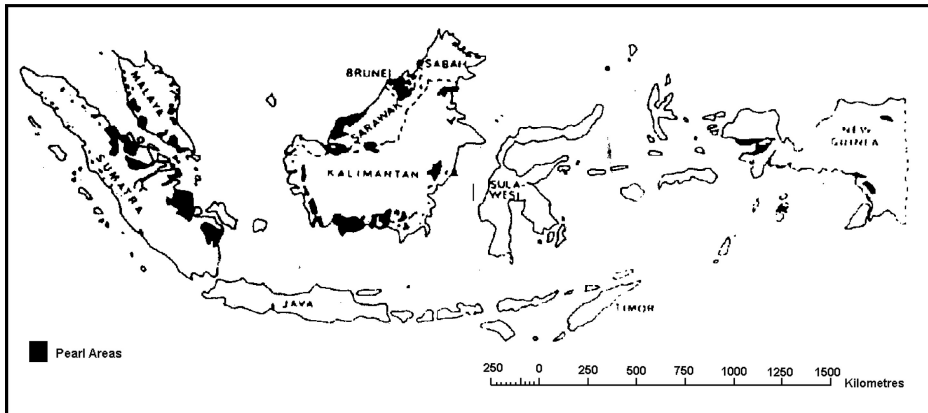 BRUNEI
SABAH
MALAYA
SARAWAK
NEW
GUINEA
KALIMANTAN
SUMATRA
SULA-
WESI
JAVA
TIMOR
Pearl Areas
250 0 250 500 750 1000 1250 1500
Kilometres